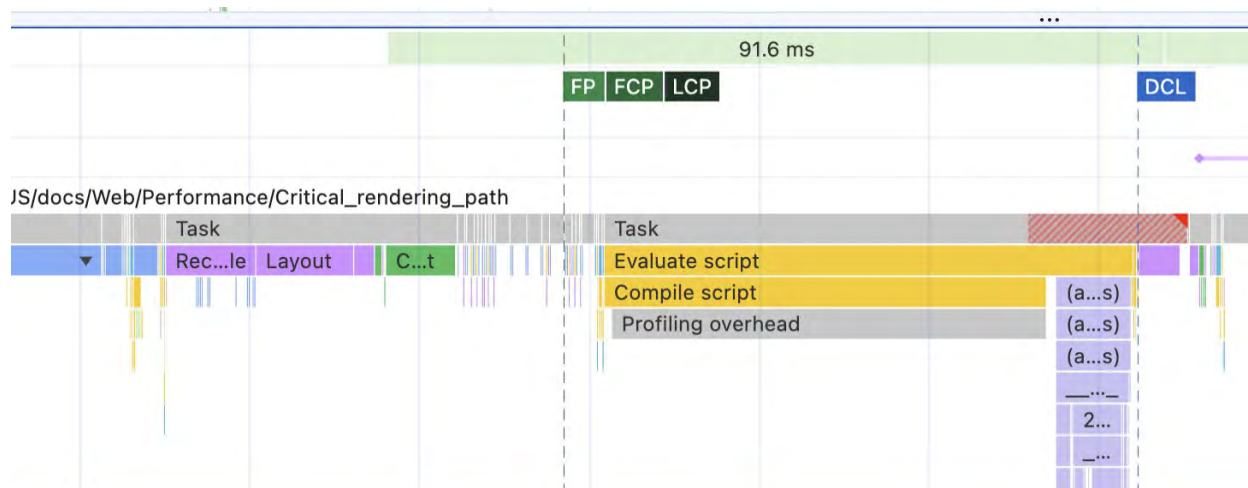 ...
91.6 ms
FP FCP LCP DCL
JS/docs/Web/Performance/Critical_rendering_path
Task Task
Rec...le Layout C...t Evaluate script
Compile script (a...s)
Profiling overhead (a...s)
(a...s)
__..._
2...
_...